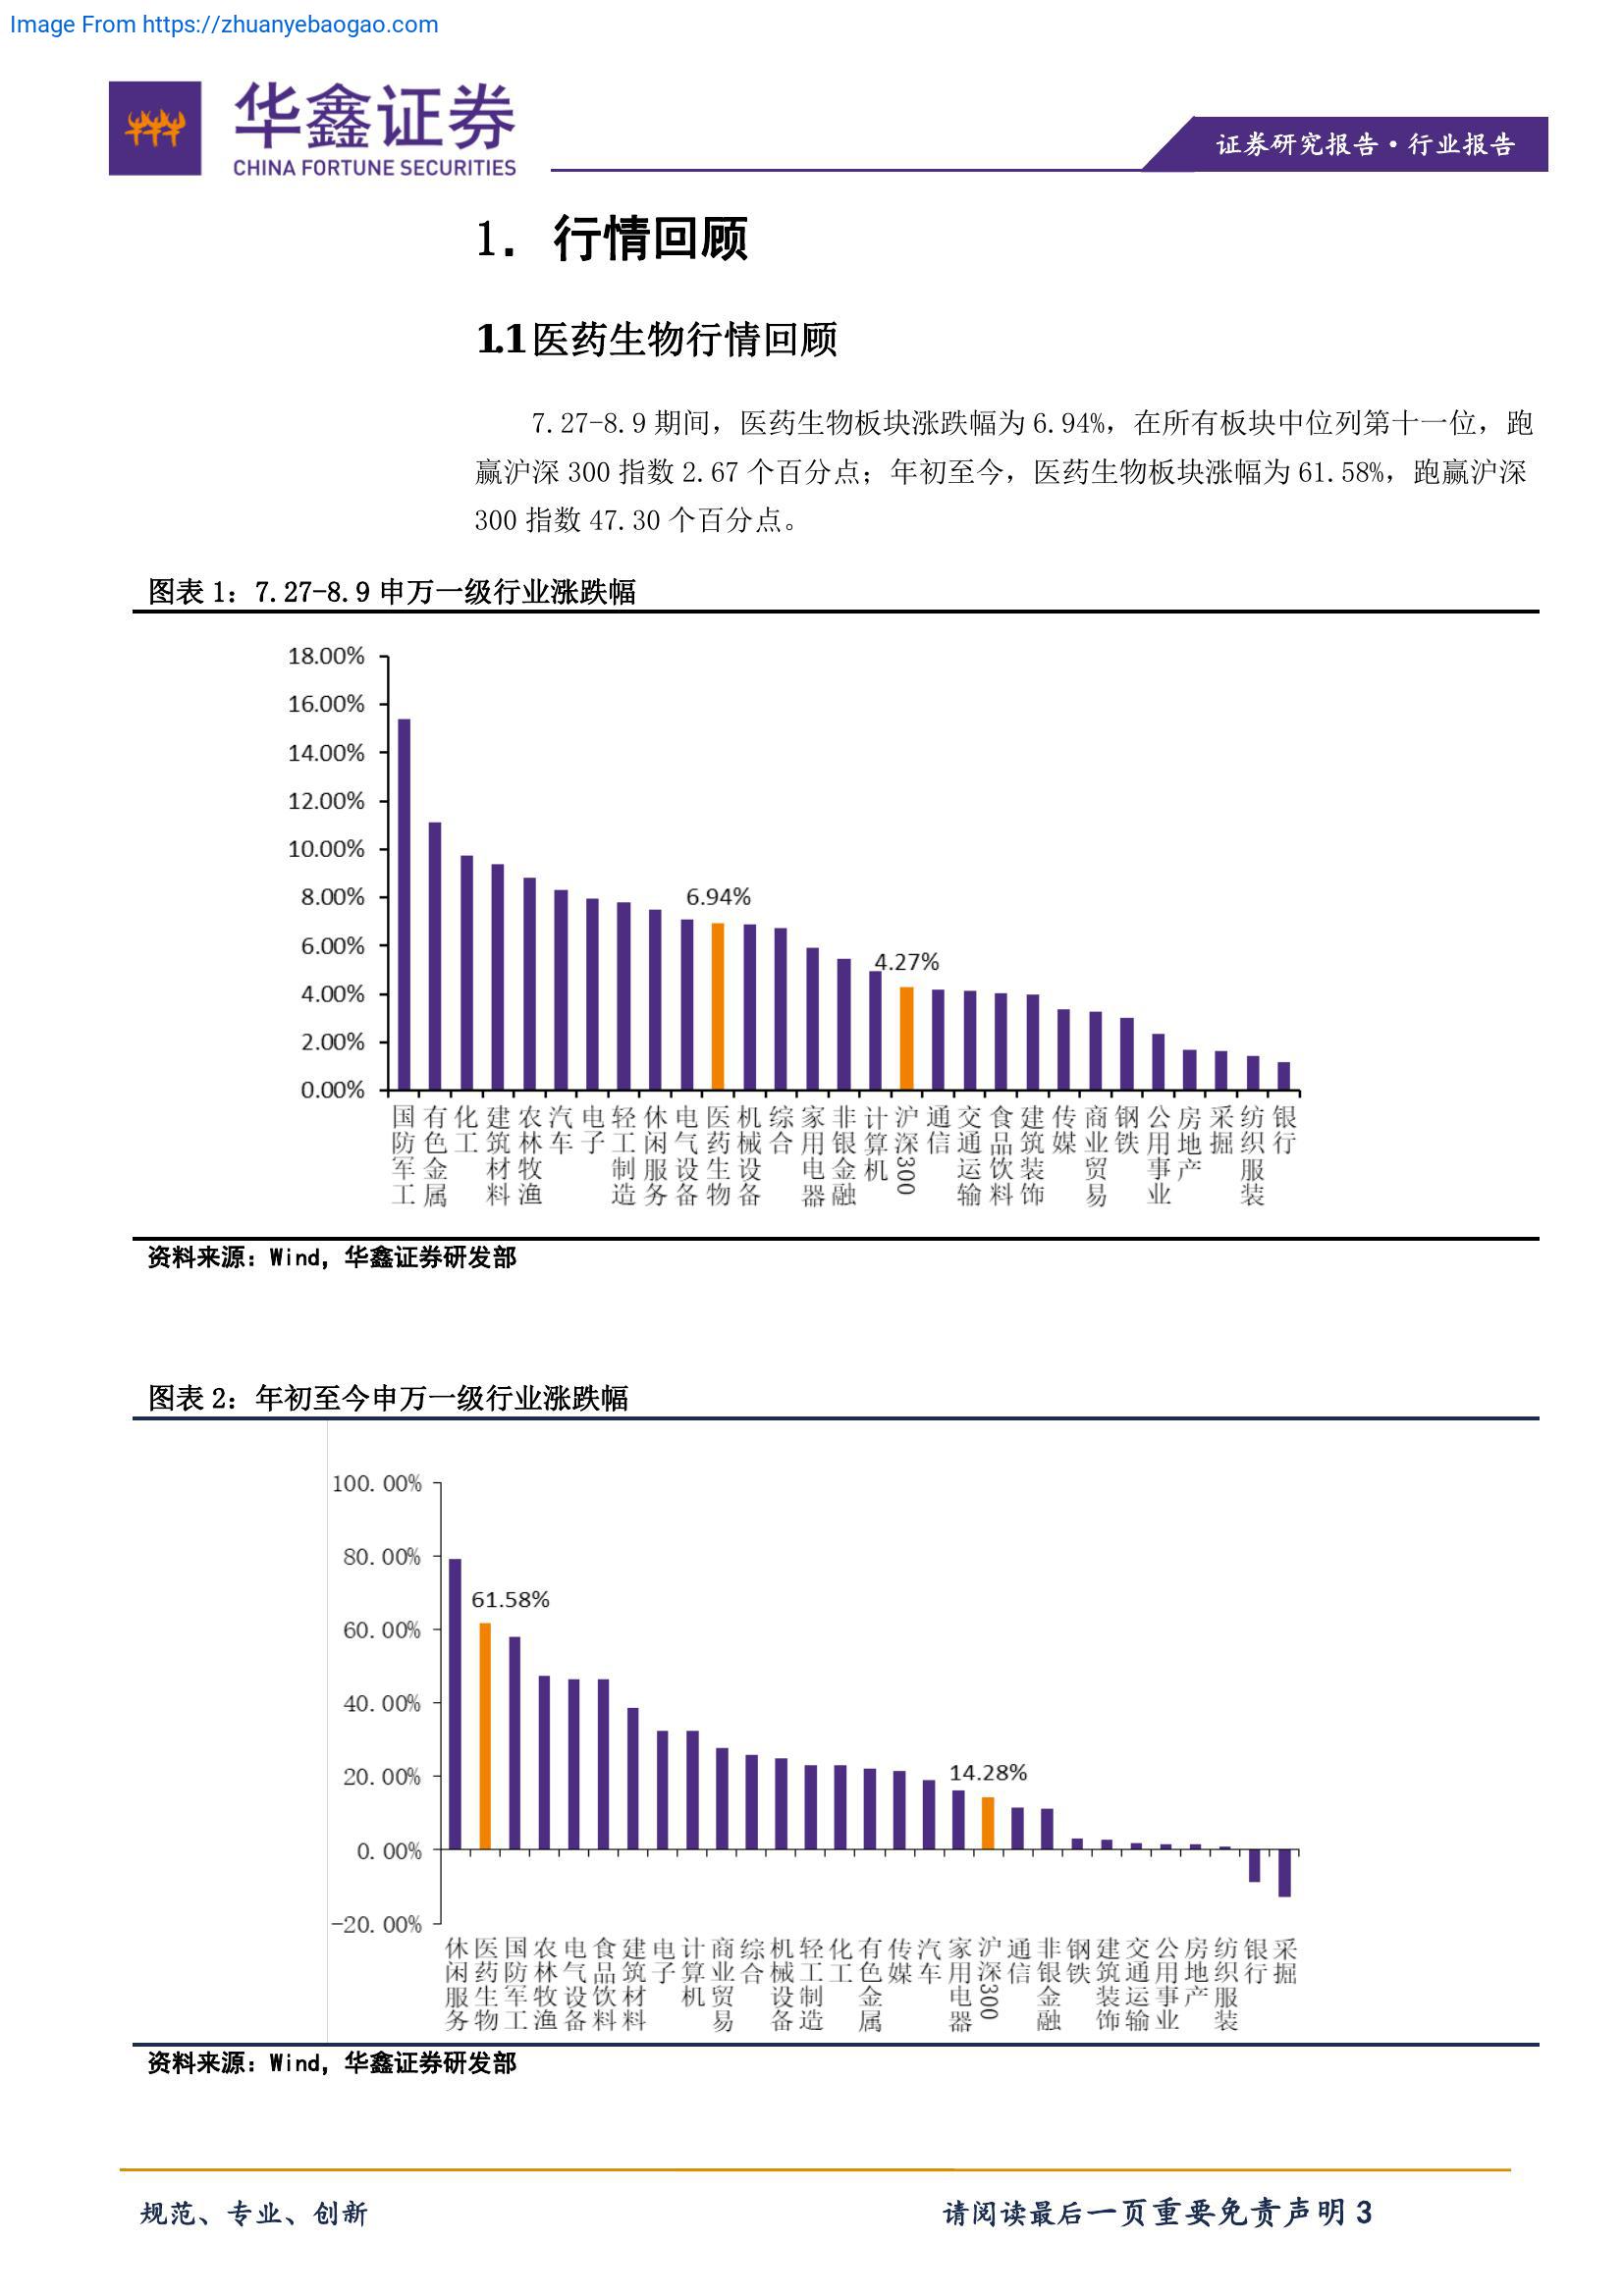 Image From https://zhuanyebaogao.com
华鑫证券
CHINA FORTUNE SECURITIES
证券研究报告·行业报告
1. 行情回顾
1.1医药生物行情回顾
7.27-8.9 期间，医药生物板块涨跌幅为 6.94%，在所有板块中位列第十一位，跑
赢沪深 300 指数 2.67 个百分点；年初至今，医药生物板块涨幅为 61.58%，跑赢沪深
300 指数 47.30 个百分点。
图表 1：7.27-8.9 申万一级行业涨跌幅
18.00%
16.00%
14.00%
12.00%
10.00%
8.00%
6.00%
4.00%
2.00%
0.00%
6.94%
4.27%
国防军工
有色金属
化工
建筑材料
农林牧渔
汽车
电子
轻工制造
休闲服务
电气设备
医药生物
机械设备
综合
家用电器
非银金融
计算机
沪深300
通信
交通运输
食品饮料
建筑装饰
传媒
商业贸易
钢铁
公用事业
房地产
采掘
纺织服装
银行
资料来源：Wind，华鑫证券研发部
图表 2：年初至今申万一级行业涨跌幅
100.00%
80.00%
60.00%
40.00%
20.00%
0.00%
-20.00%
61.58%
14.28%
休闲服务
医药生物
国防军工
农林牧渔
电气设备
食品饮料
建筑材料
电子
计算机
商业贸易
综合
机械设备
轻工制造
化工
有色金属
传媒
汽车
家用电器
沪深300
通信
非银金融
钢铁
建筑装饰
交通运输
公用事业
房地产
纺织服装
银行
采掘
资料来源：Wind，华鑫证券研发部
规范、专业、创新
请阅读最后一页重要免责声明 3